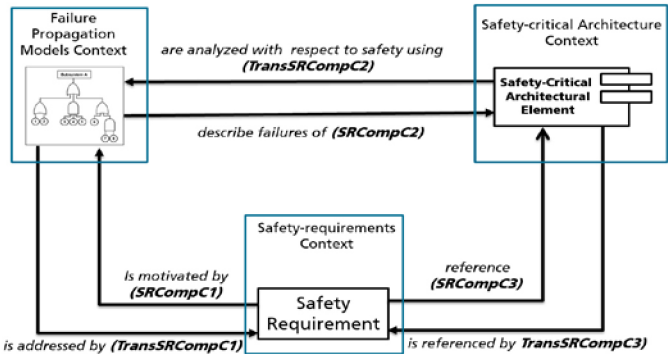 Failure
Propagation
Models Context
Safety-critical Architecture
Context
are analyzed with respect to safety using
(TransSRCompC2)
Subsystem A
Safety-Critical
Architectural
Element
describe failures of (SRCompC2)
Safety-requirements
Context
Is motivated by
(SRCompC1)
reference
(SRCompC3)
Safety
Requirement
is addressed by (TransSRCompC1)
is referenced by TransSRCompC3)